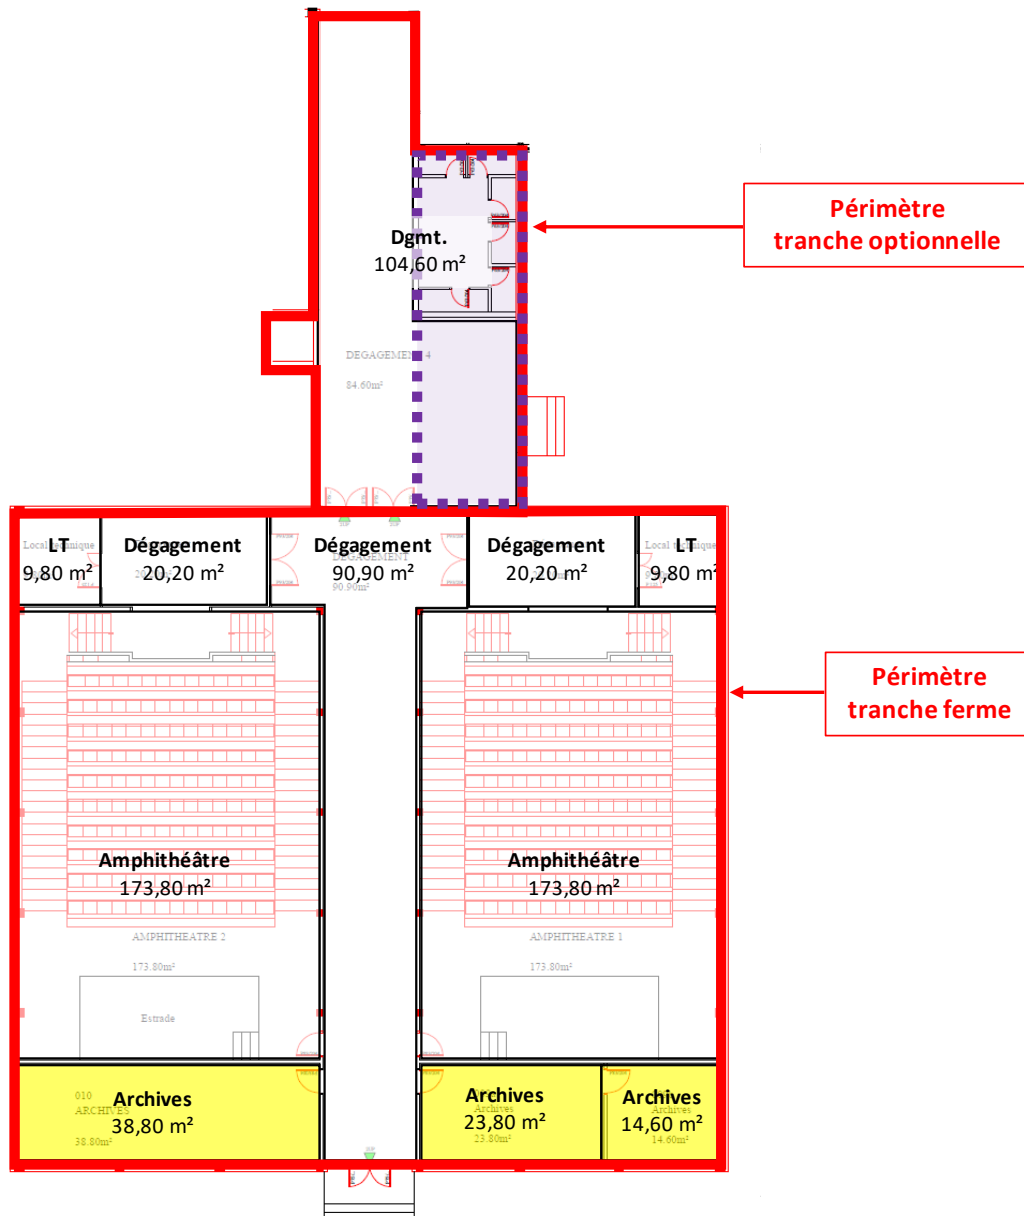 Périmètre
tranche optionnelle
Dgmt.
104,60 m²
DEGAGEMENT 4
84.60m²
LT
9,80 m²
Local technique
Dégagement
20,20 m²
Dégagement
90,90 m²
DEGAGEMENT
90.90m²
Dégagement
20,20 m²
LT
9,80 m²
Local technique
Périmètre
tranche ferme
Amphithéâtre
173,80 m²
AMPHITHEATRE 2
173.80m²
Estrade
Amphithéâtre
173,80 m²
AMPHITHEATRE 1
173.80m²
Archives
38,80 m²
010
ARCHIVES
38.80m²
Archives
23,80 m²
Archives
23.80m²
Archives
14,60 m²
Archives
14.60m²